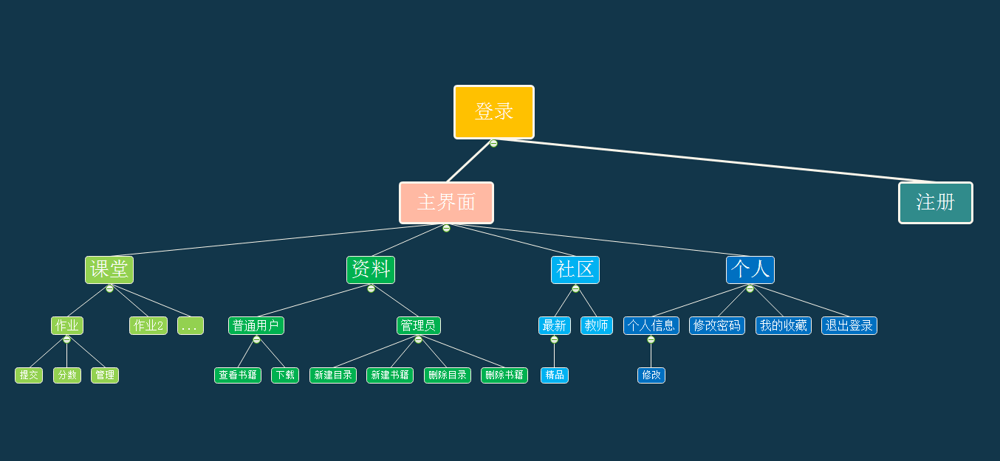 登录
主界面
注册
课堂
资料
社区
个人
作业
作业2
...
普通用户
管理员
最新
教师
个人信息
修改密码
我的收藏
退出登录
提交
分数
管理
查看书籍
下载
新建目录
新建书籍
删除目录
删除书籍
精品
修改